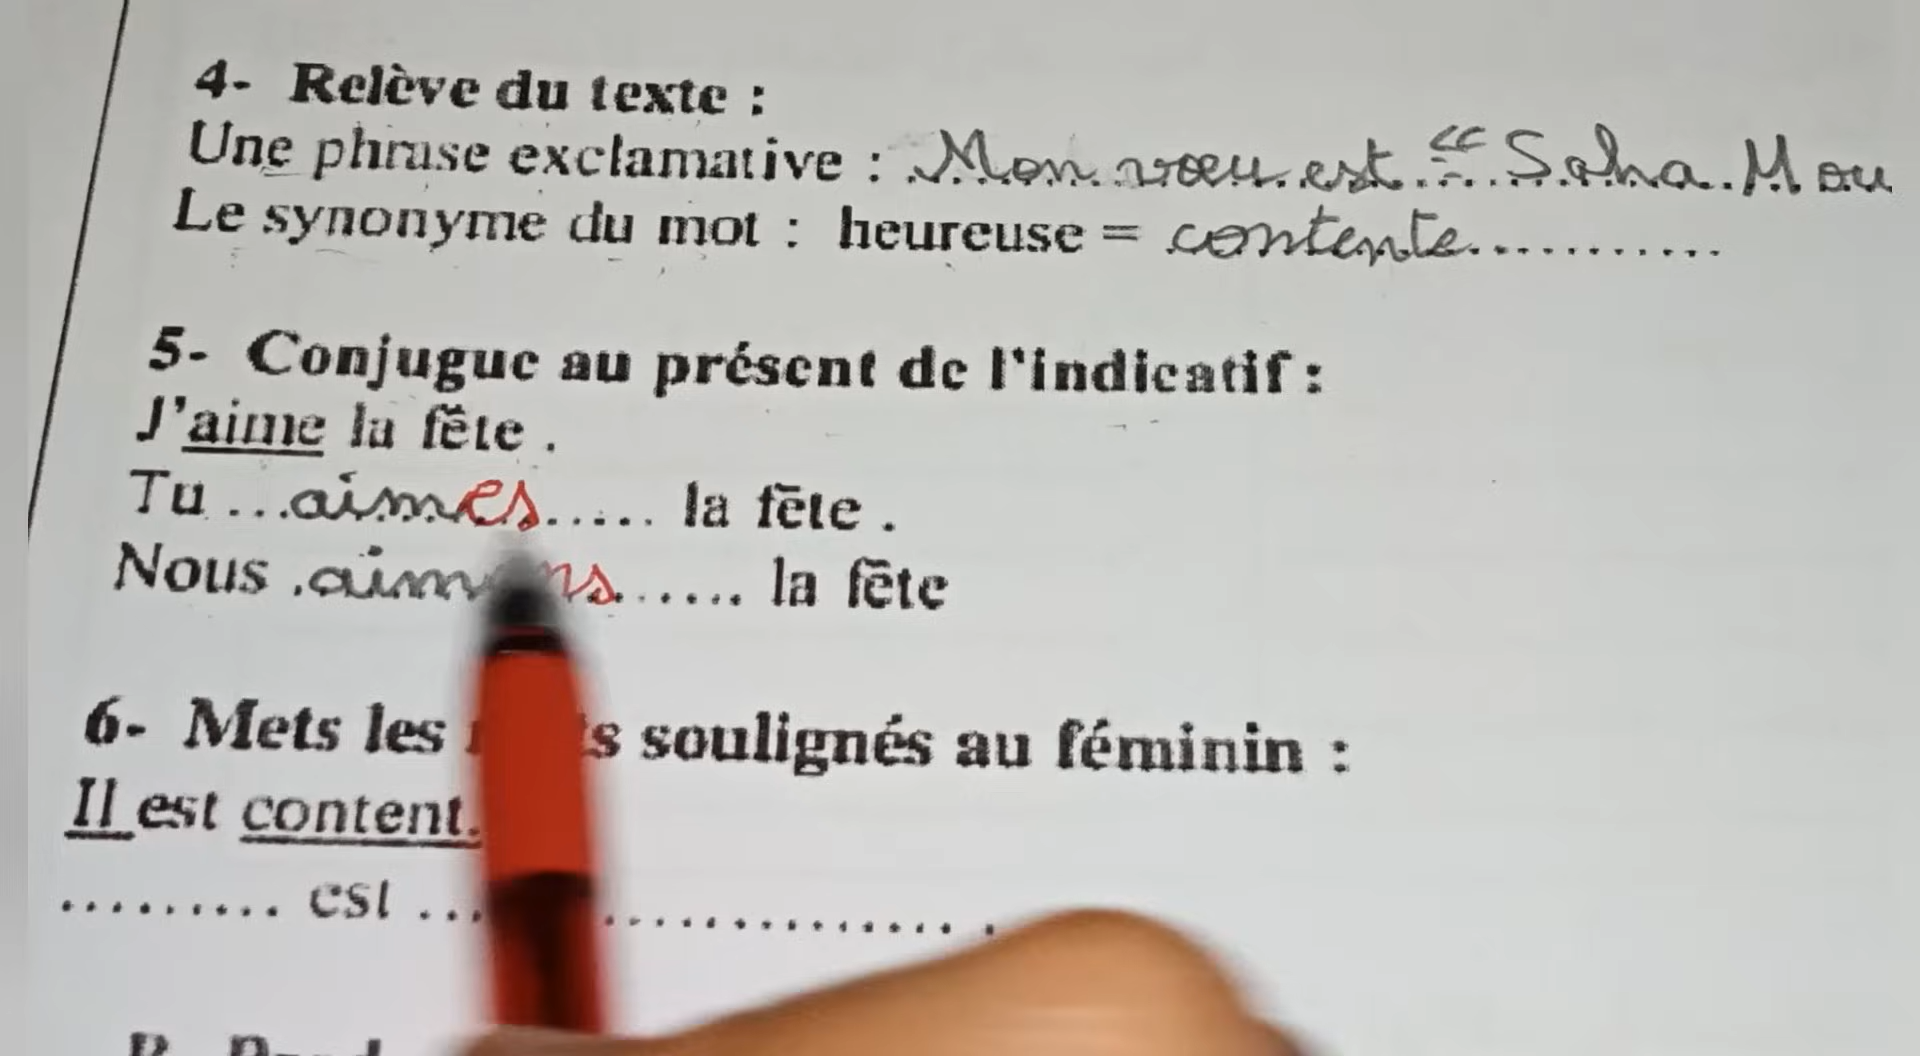 4- Relève du texte :
Une phrase exclamative : Mon vœu est " Saha Mou
Le synonyme du mot : heureuse = contente...........
5- Conjugue au présent de l'indicatif :
J'aime la fête .
Tu ...aimes..... la fête .
Nous .aim ns...... la fête
6- Mets les soulignés au féminin :
Il est content.
......... est ... ............... .